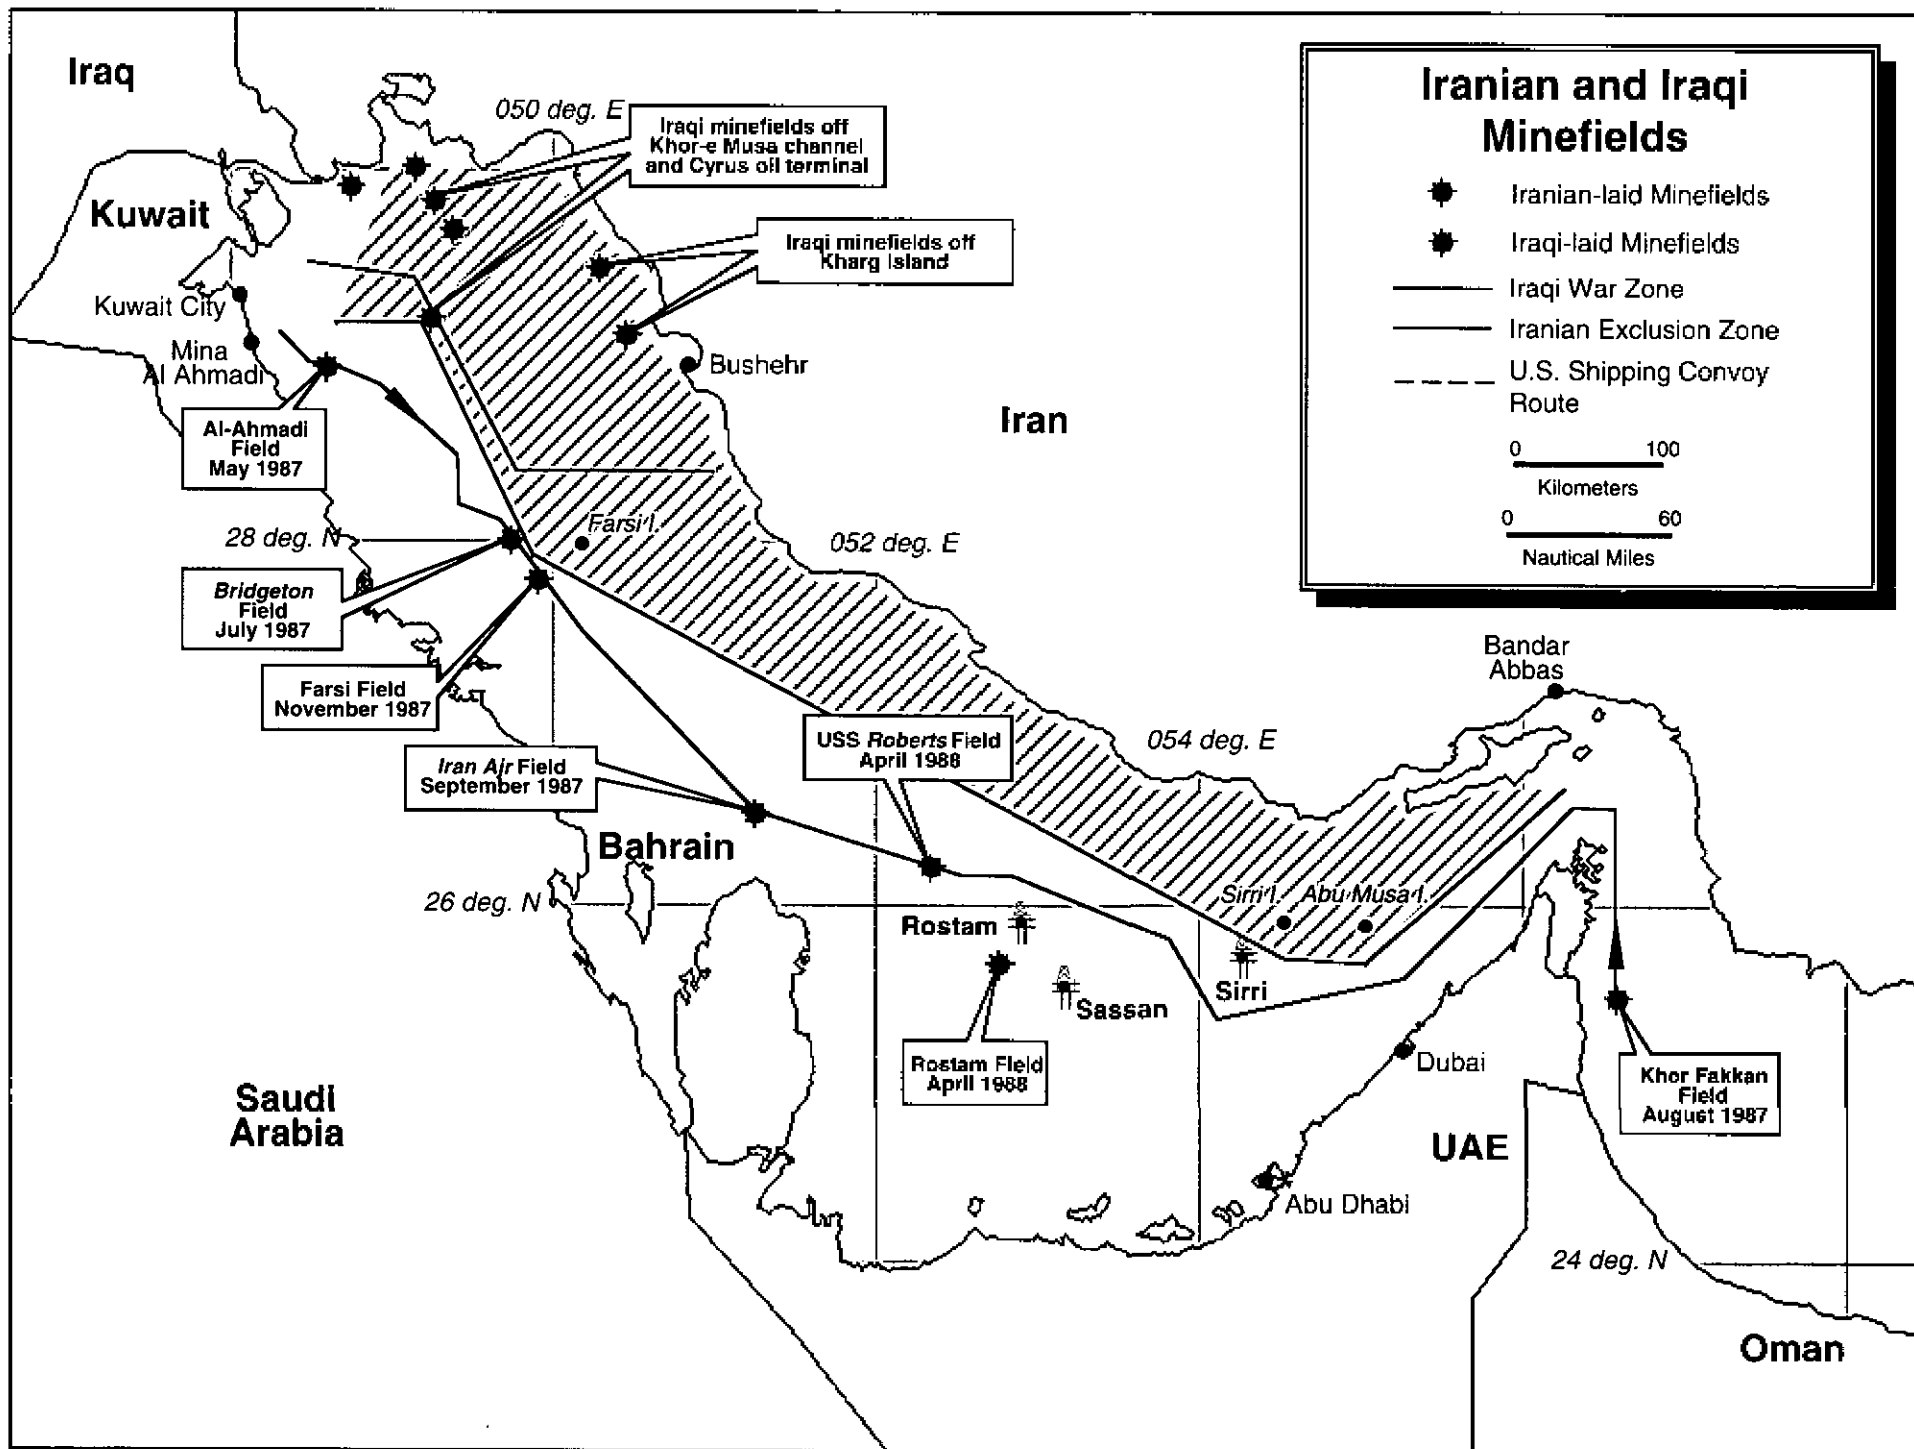 Iraq
050 deg. E
Iraqi minefields off
Khor-e Musa channel
and Cyrus oil terminal
Iranian and Iraqi
Minefields
Iranian-laid Minefields
Iraqi-laid Minefields
Iraqi War Zone
Iranian Exclusion Zone
U.S. Shipping Convoy
Route
0 100
Kilometers
0 60
Nautical Miles
Kuwait
Iraqi minefields off
Kharg Island
Kuwait City
Mina
Al Ahmadi
Bushehr
Iran
Al-Ahmadi
Field
May 1987
28 deg. N
Farsi I.
052 deg. E
Bridgeton
Field
July 1987
Farsi Field
November 1987
Bandar
Abbas
USS Roberts Field
April 1988
054 deg. E
Iran Ajr Field
September 1987
Bahrain
26 deg. N
Sirri I.
Abu Musa I.
Rostam
Sirri
Sassan
Rostam Field
April 1988
Dubai
Khor Fakkan
Field
August 1987
Saudi
Arabia
UAE
Abu Dhabi
24 deg. N
Oman